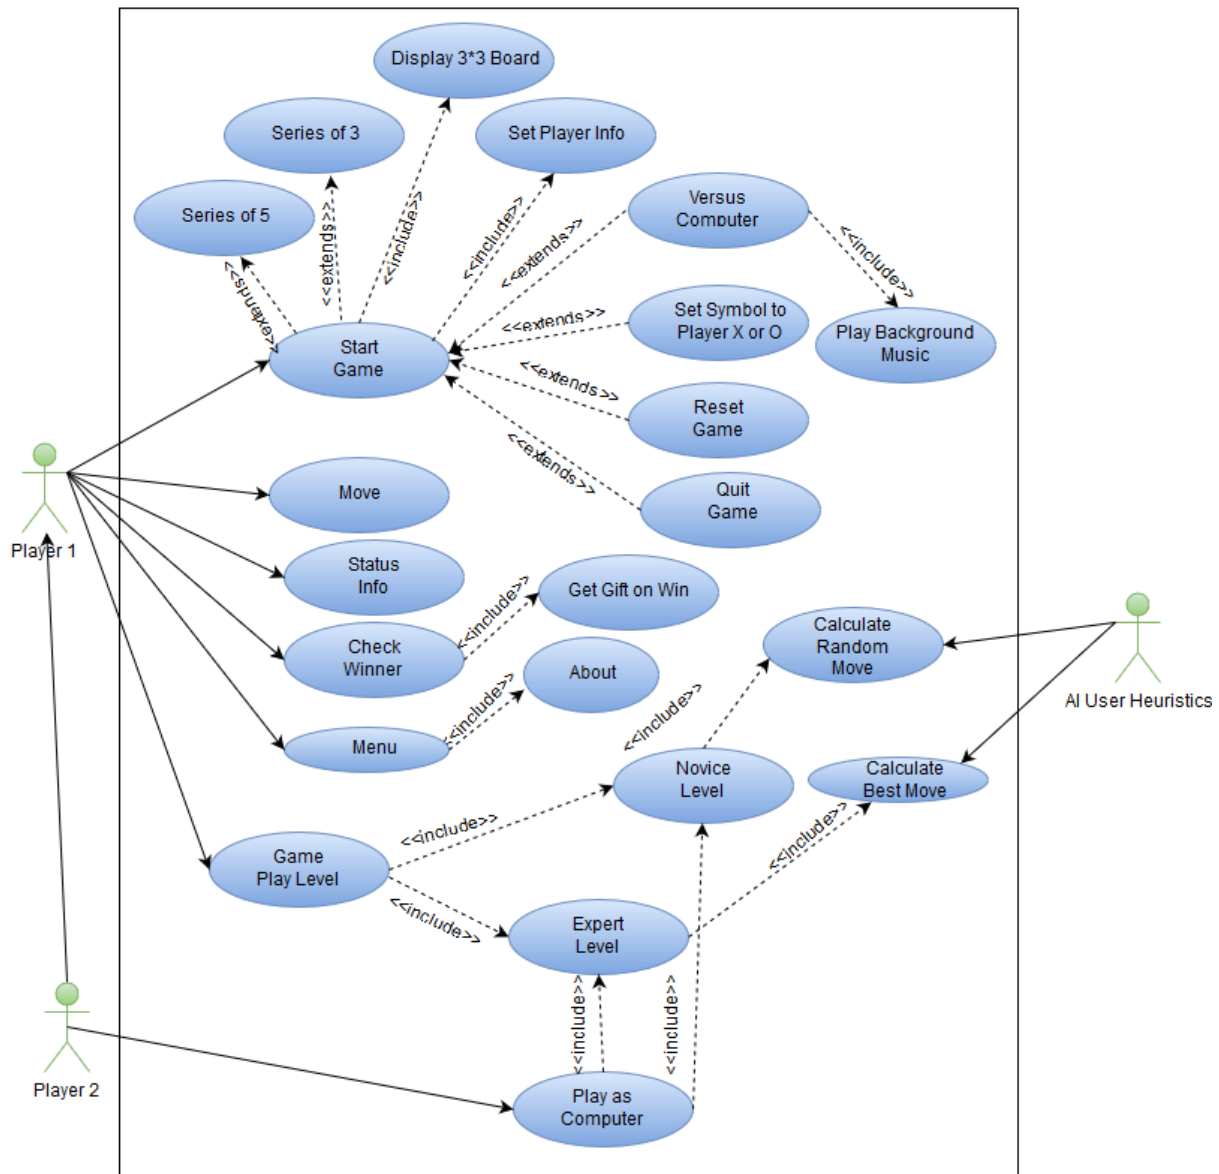 Display 3*3 Board
Series of 3
Set Player Info
Series of 5
Versus
Computer
<<include>>
<<include>>
<<include>>
<<extends>>
<<extends>>
<<extends>>
Set Symbol to
Player X or O
<<extends>>
Play Background
Music
Start
Game
<<extends>>
Reset
Game
<<extends>>
Quit
Game
Move
Player 1
Status
Info
Get Gift on Win
<<include>>
Check
Winner
Calculate
Random
Move
About
<<include>>
AI User Heuristics
Menu
<<include>>
Novice
Level
Calculate
Best Move
<<include>>
<<include>>
Game
Play Level
<<include>>
Expert
Level
<<include>>
<<include>>
Player 2
Play as
Computer